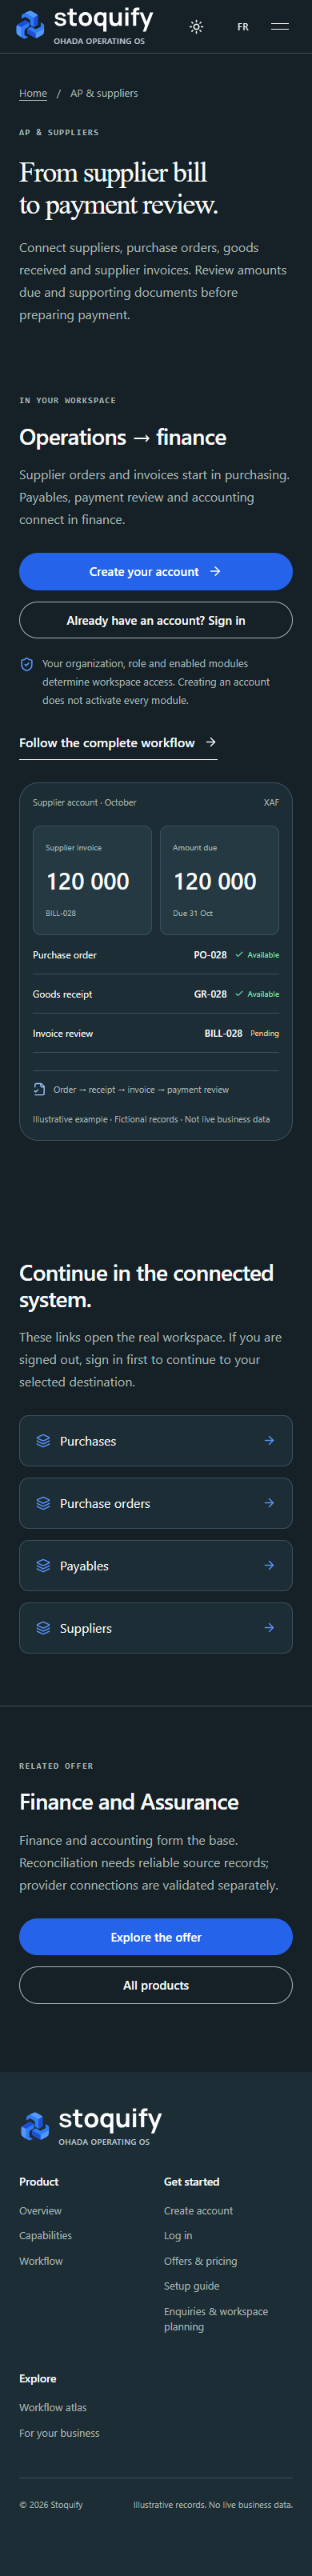 stoquify
OHADA OPERATING OS
FR
Home / AP & suppliers
AP & SUPPLIERS
From supplier bill
to payment review.
Connect suppliers, purchase orders, goods
received and supplier invoices. Review amounts
due and supporting documents before
preparing payment.
IN YOUR WORKSPACE
Operations → finance
Supplier orders and invoices start in purchasing.
Payables, payment review and accounting
connect in finance.
Create your account →
Already have an account? Sign in
Your organization, role and enabled modules
determine workspace access. Creating an account
does not activate every module.
Follow the complete workflow →
Supplier account · October XAF
Supplier invoice
120 000
BILL-028
Amount due
120 000
Due 31 Oct
Purchase order PO-028 Available
Goods receipt GR-028 Available
Invoice review BILL-028 Pending
Order → receipt → invoice → payment review
Illustrative example · Fictional records · Not live business data
Continue in the connected
system.
These links open the real workspace. If you are
signed out, sign in first to continue to your
selected destination.
Purchases →
Purchase orders →
Payables →
Suppliers →
RELATED OFFER
Finance and Assurance
Finance and accounting form the base.
Reconciliation needs reliable source records;
provider connections are validated separately.
Explore the offer
All products
stoquify
OHADA OPERATING OS
Product
Overview
Capabilities
Workflow
Get started
Create account
Log in
Offers & pricing
Setup guide
Enquiries & workspace
planning
Explore
Workflow atlas
For your business
© 2026 Stoquify Illustrative records. No live business data.